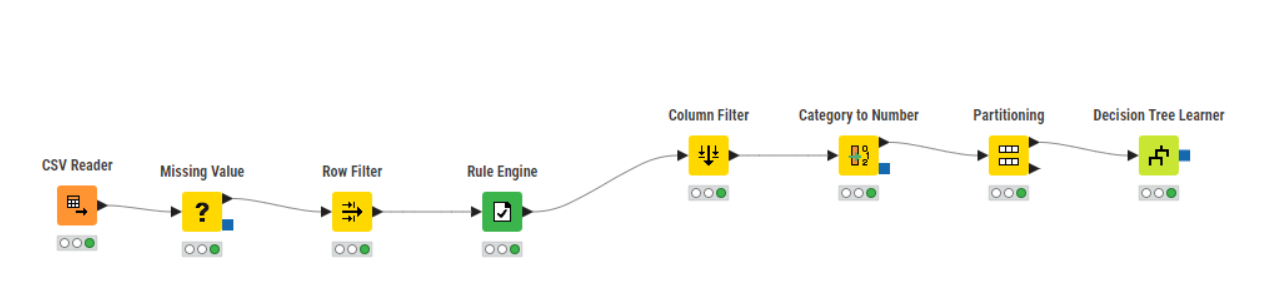 CSV Reader
Missing Value
Row Filter
Rule Engine
Column Filter
Category to Number
Partitioning
Decision Tree Learner
?